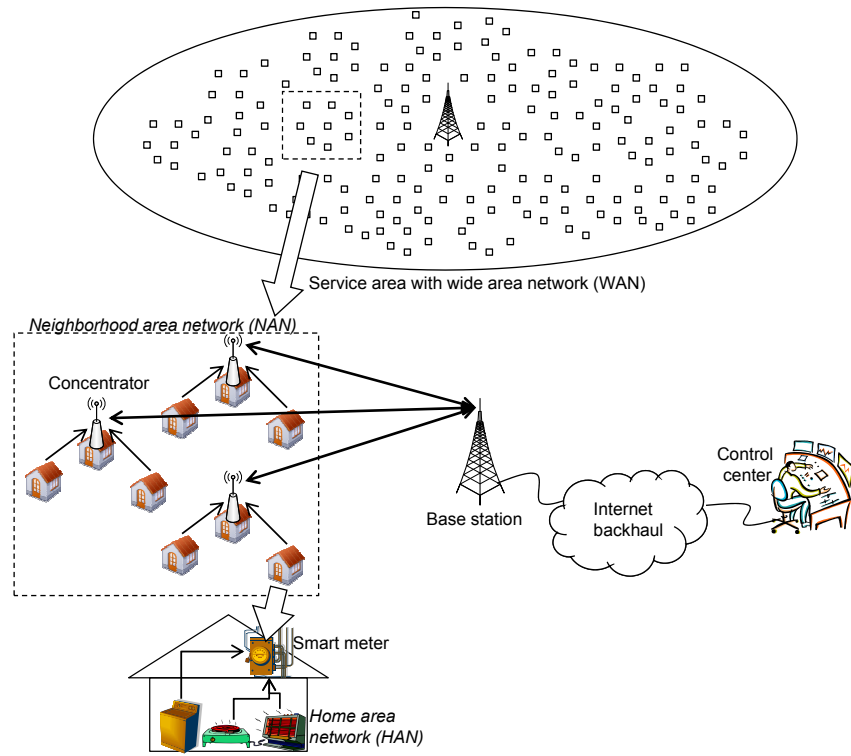 Service area with wide area network (WAN)
Neighborhood area network (NAN)
Concentrator
Control
center
Internet
backhaul
Base station
Smart meter
Home area
network (HAN)